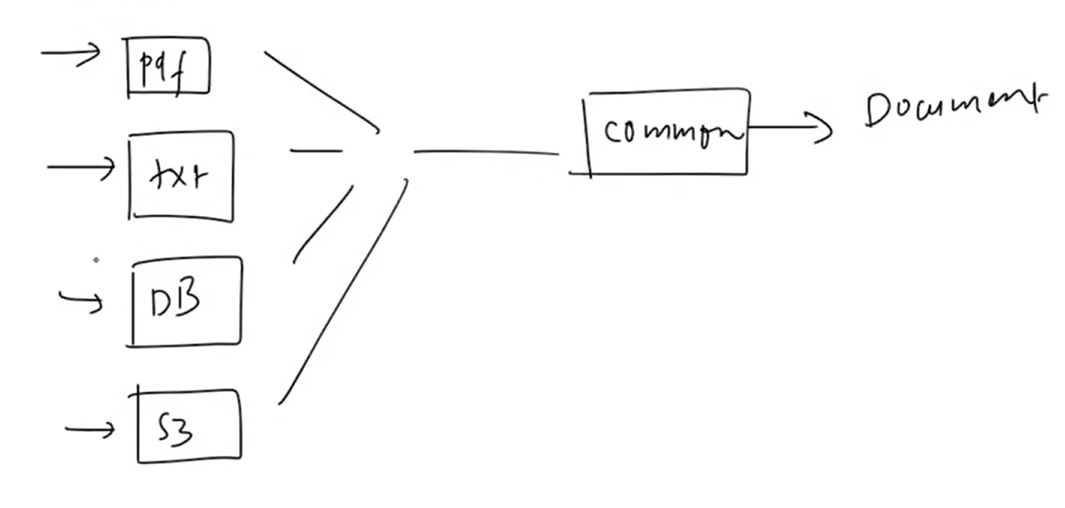 pdf
txt
DB
S3
common
Document